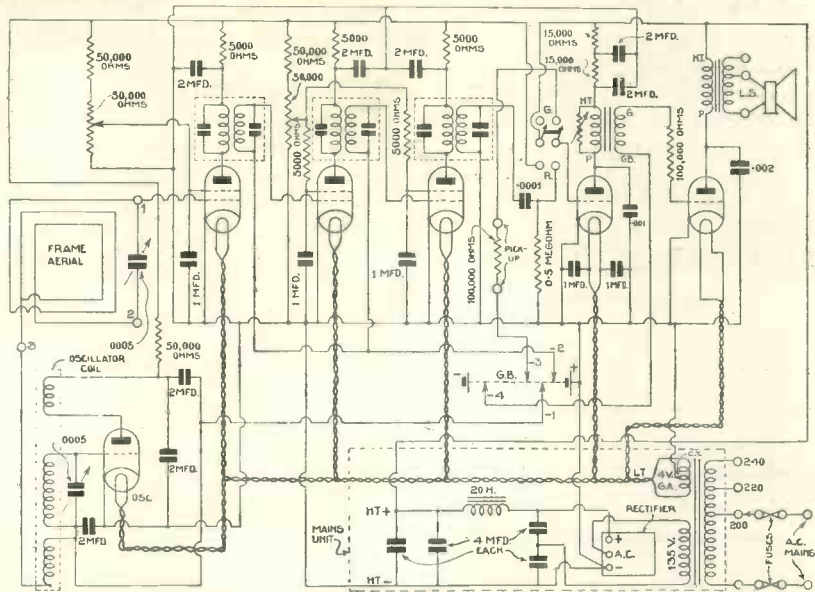 50,000
OHMS
50,000
OHMS
2 MFD.
5000
50,000
OHMS
50,000
5000 OHMS
5000
2 MFD.
2 MFD.
5000
5000 OHMS
15,000
OHMS
15,000
OHMS
2 MFD.
2 MFD.
H.T.
P
L.S.
G.
R.
HT
P
G.
GB.
100,000 OHMS
.002
.0001
.001
0.5 MEGOHM
PICK-UP
100,000 OHMS
1 MFD.
1 MFD.
1 MFD.
1 MFD.
1 MFD.
FRAME
AERIAL
1
2
3
.0005
OSCILLATOR
COIL
50,000
OHMS
2 MFD.
2 MFD.
.0005
OSC.
2 MFD.
G.B.
-
+
-1
-2
-3
-4
MAINS
UNIT
HT+
HT-
20 H.
4 MFD
EACH
RECTIFIER
+
A.C.
-
135 V.
LT
4 V.
6 A.
C.T.
240
220
200
FUSES
A.C.
MAINS